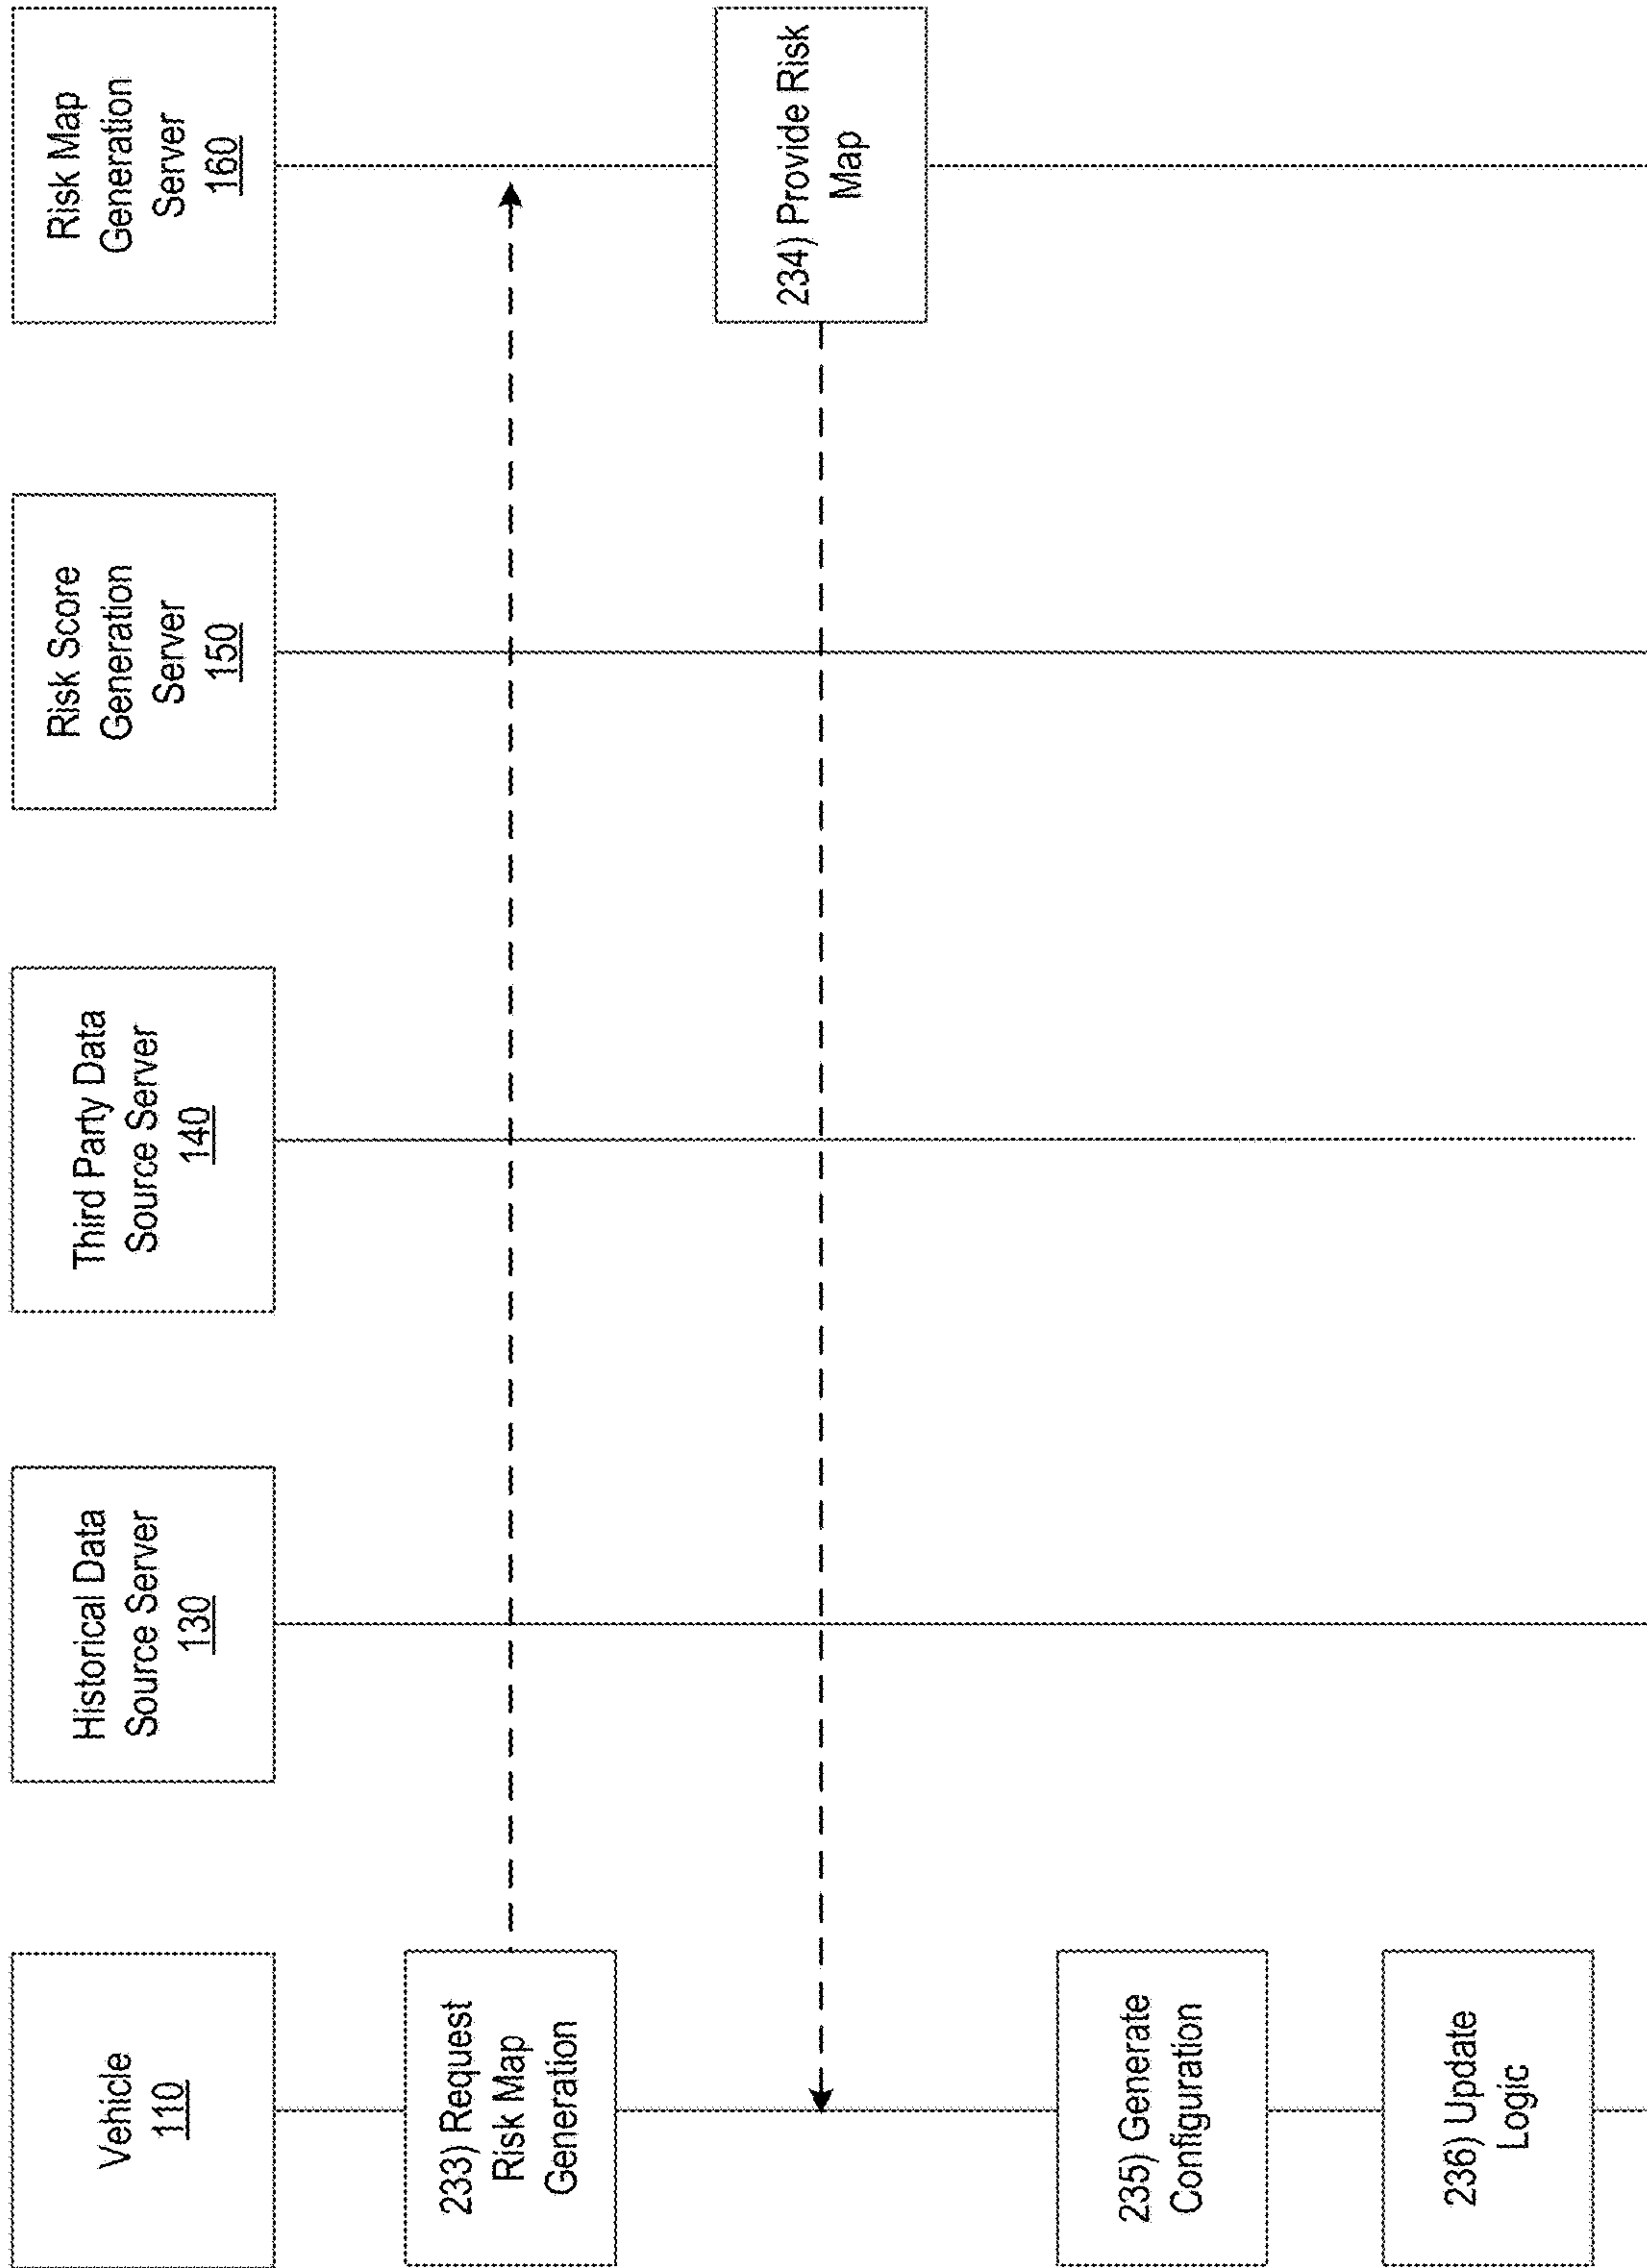 Vehicle
110
Historical Data
Source Server
130
Third Party Data
Source Server
140
Risk Score
Generation
Server
150
Risk Map
Generation
Server
160
233) Request
Risk Map
Generation
234) Provide Risk
Map
235) Generate
Configuration
236) Update
Logic